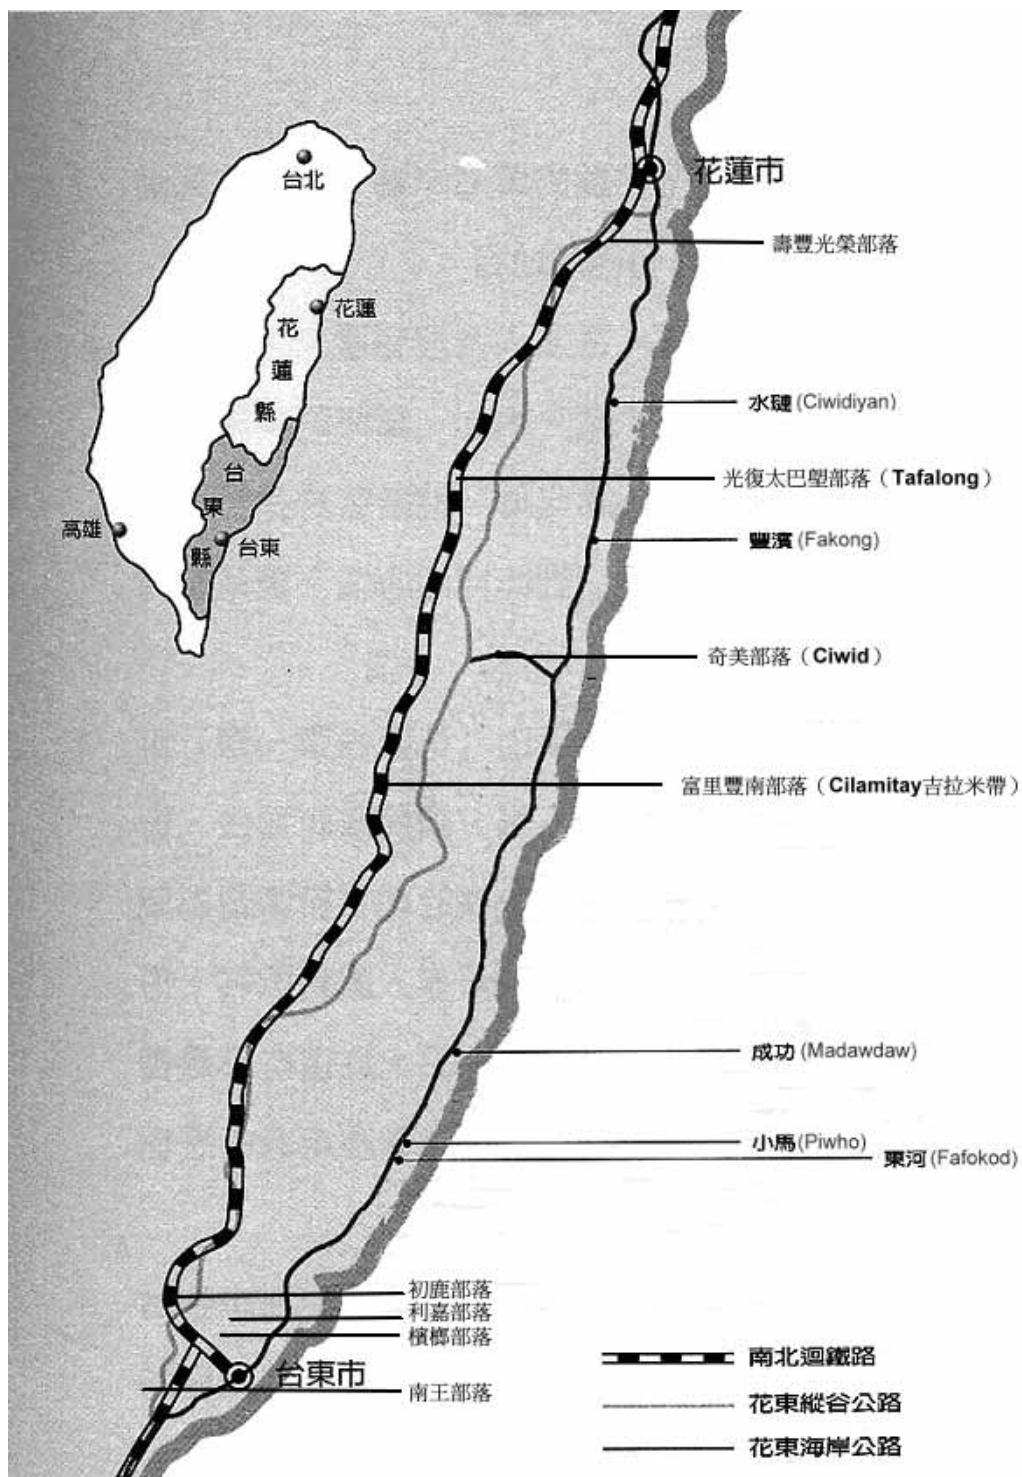 台北
花蓮
花蓮縣
台東縣
高雄
台東
花蓮市
壽豐光榮部落
水璉 (Ciwidiyan)
光復太巴塱部落（Tafalong）
豐濱 (Fakong)
奇美部落（Ciwid）
富里豐南部落（Cilamitay吉拉米帶）
成功 (Madawdaw)
小馬(Piwho)
東河(Fafokod)
初鹿部落
利嘉部落
檳榔部落
台東市
南王部落
南北迴鐵路
花東縱谷公路
花東海岸公路